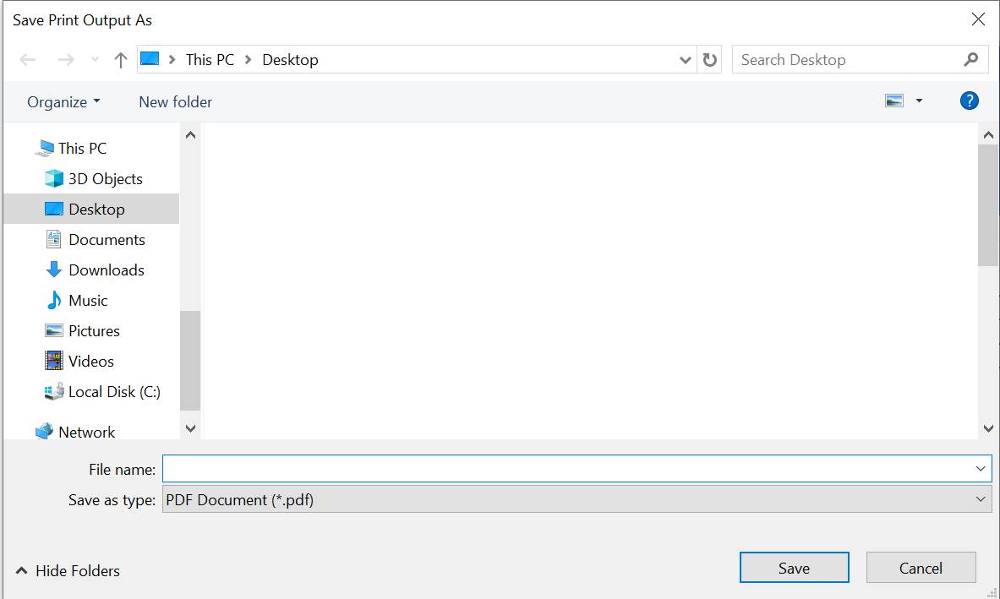 Save Print Output As
This PC
Desktop
Search Desktop
Organize
New folder
?
This PC
3D Objects
Desktop
Documents
Downloads
Music
Pictures
Videos
Local Disk (C:)
Network
File name:
Save as type: PDF Document (*.pdf)
Hide Folders
Save
Cancel